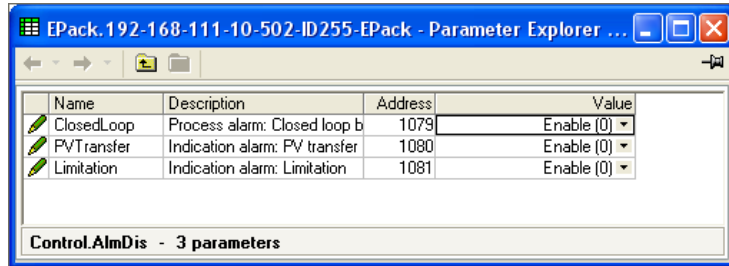 EPack.192-168-111-10-502-ID255-EPack - Parameter Explorer ...
Name Description Address Value
ClosedLoop Process alarm: Closed loop b 1079 Enable (0)
PVTransfer Indication alarm: PV transfer 1080 Enable (0)
Limitation Indication alarm: Limitation 1081 Enable (0)
Control.AlmDis - 3 parameters